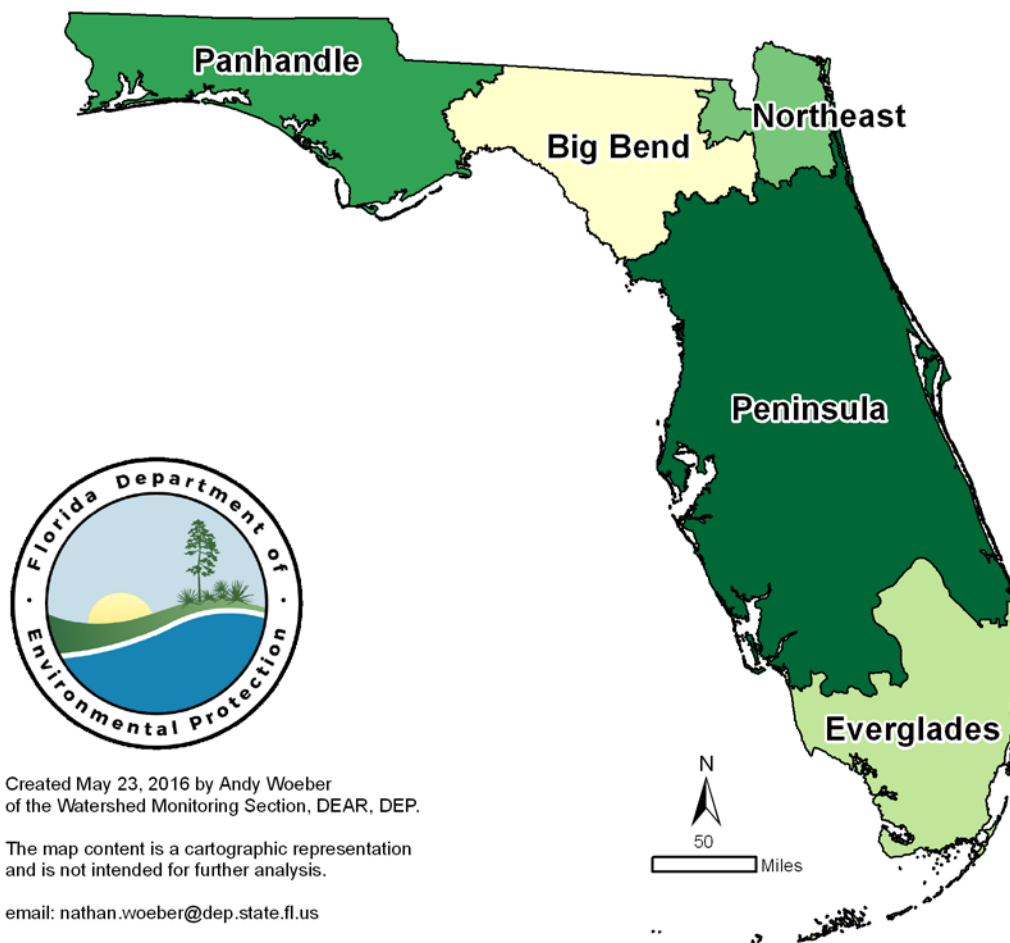 Panhandle
Northeast
Big Bend
Peninsula
Everglades
Florida Department of
Environmental Protection
Created May 23, 2016 by Andy Woeber
of the Watershed Monitoring Section, DEAR, DEP.
The map content is a cartographic representation
and is not intended for further analysis.
email: nathan.woeber@dep.state.fl.us
N
50
Miles